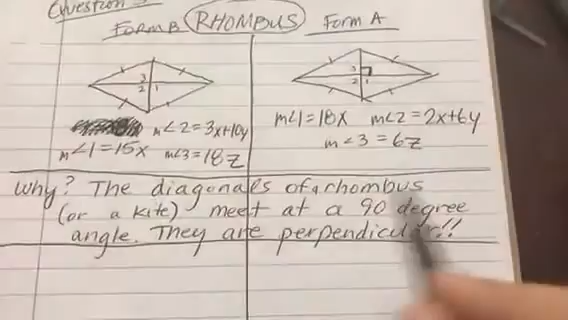 Question
FORM B RHOMBUS Form A
3
2 1
3
2 1
m∠2=3x+10y
m∠1=15x m∠3=18z
m∠1=18x m∠2=2x+6y
m∠3=6z
Why? The diagonals of a rhombus
(or a kite) meet at a 90 degree
angle. They are perpendicular!!